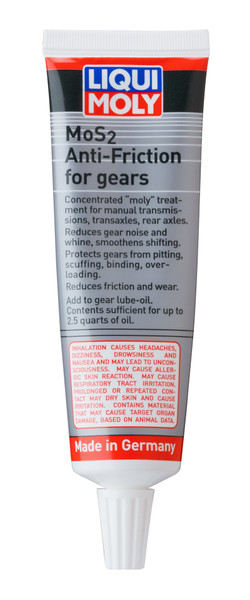 LIQUI
MOLY
MoS2
Anti-Friction
for gears
Concentrated "moly" treat-
ment for manual transmis-
sions, transaxles, rear axles.
Reduces gear noise and
whine, smoothens shifting.
Protects gears from pitting,
scuffing, binding, over-
loading.
Reduces friction and wear.
Add to gear lube-oil.
Contents sufficient for up to
2.5 quarts of oil.
INHALATION CAUSES HEADACHES,
DIZZINESS, DROWSINESS AND
NAUSEA AND MAY LEAD TO UNCON-
SCIOUSNESS. MAY CAUSE ALLER-
GIC SKIN REACTION. MAY CAUSE
RESPIRATORY TRACT IRRITATION.
PROLONGED OR REPEATED CON-
TACT MAY DRY SKIN AND CAUSE
IRRITATION. CONTAINS MATERIAL
THAT MAY CAUSE TARGET ORGAN
DAMAGE, BASED ON ANIMAL DATA.
Made in Germany